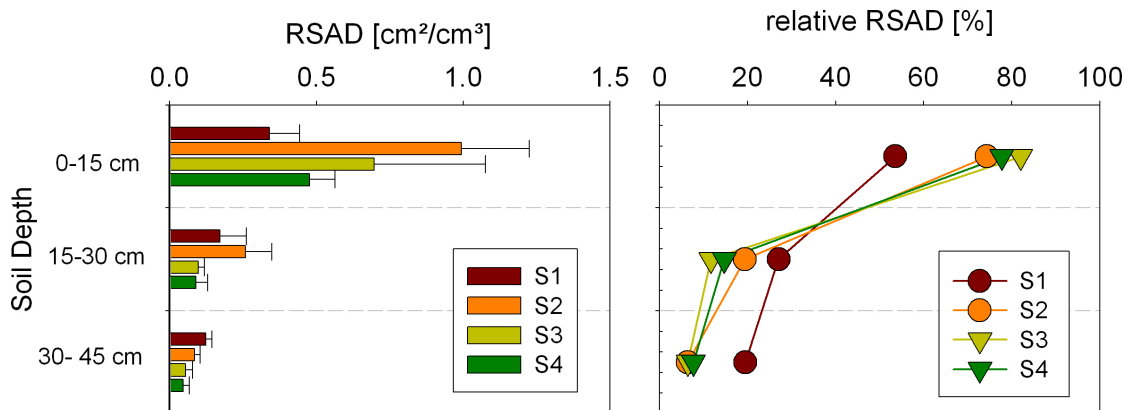 RSAD [cm²/cm³]
0.0 0.5 1.0 1.5
Soil Depth
0-15 cm
15-30 cm
30- 45 cm
S1
S2
S3
S4
relative RSAD [%]
0 20 40 60 80 100
S1
S2
S3
S4